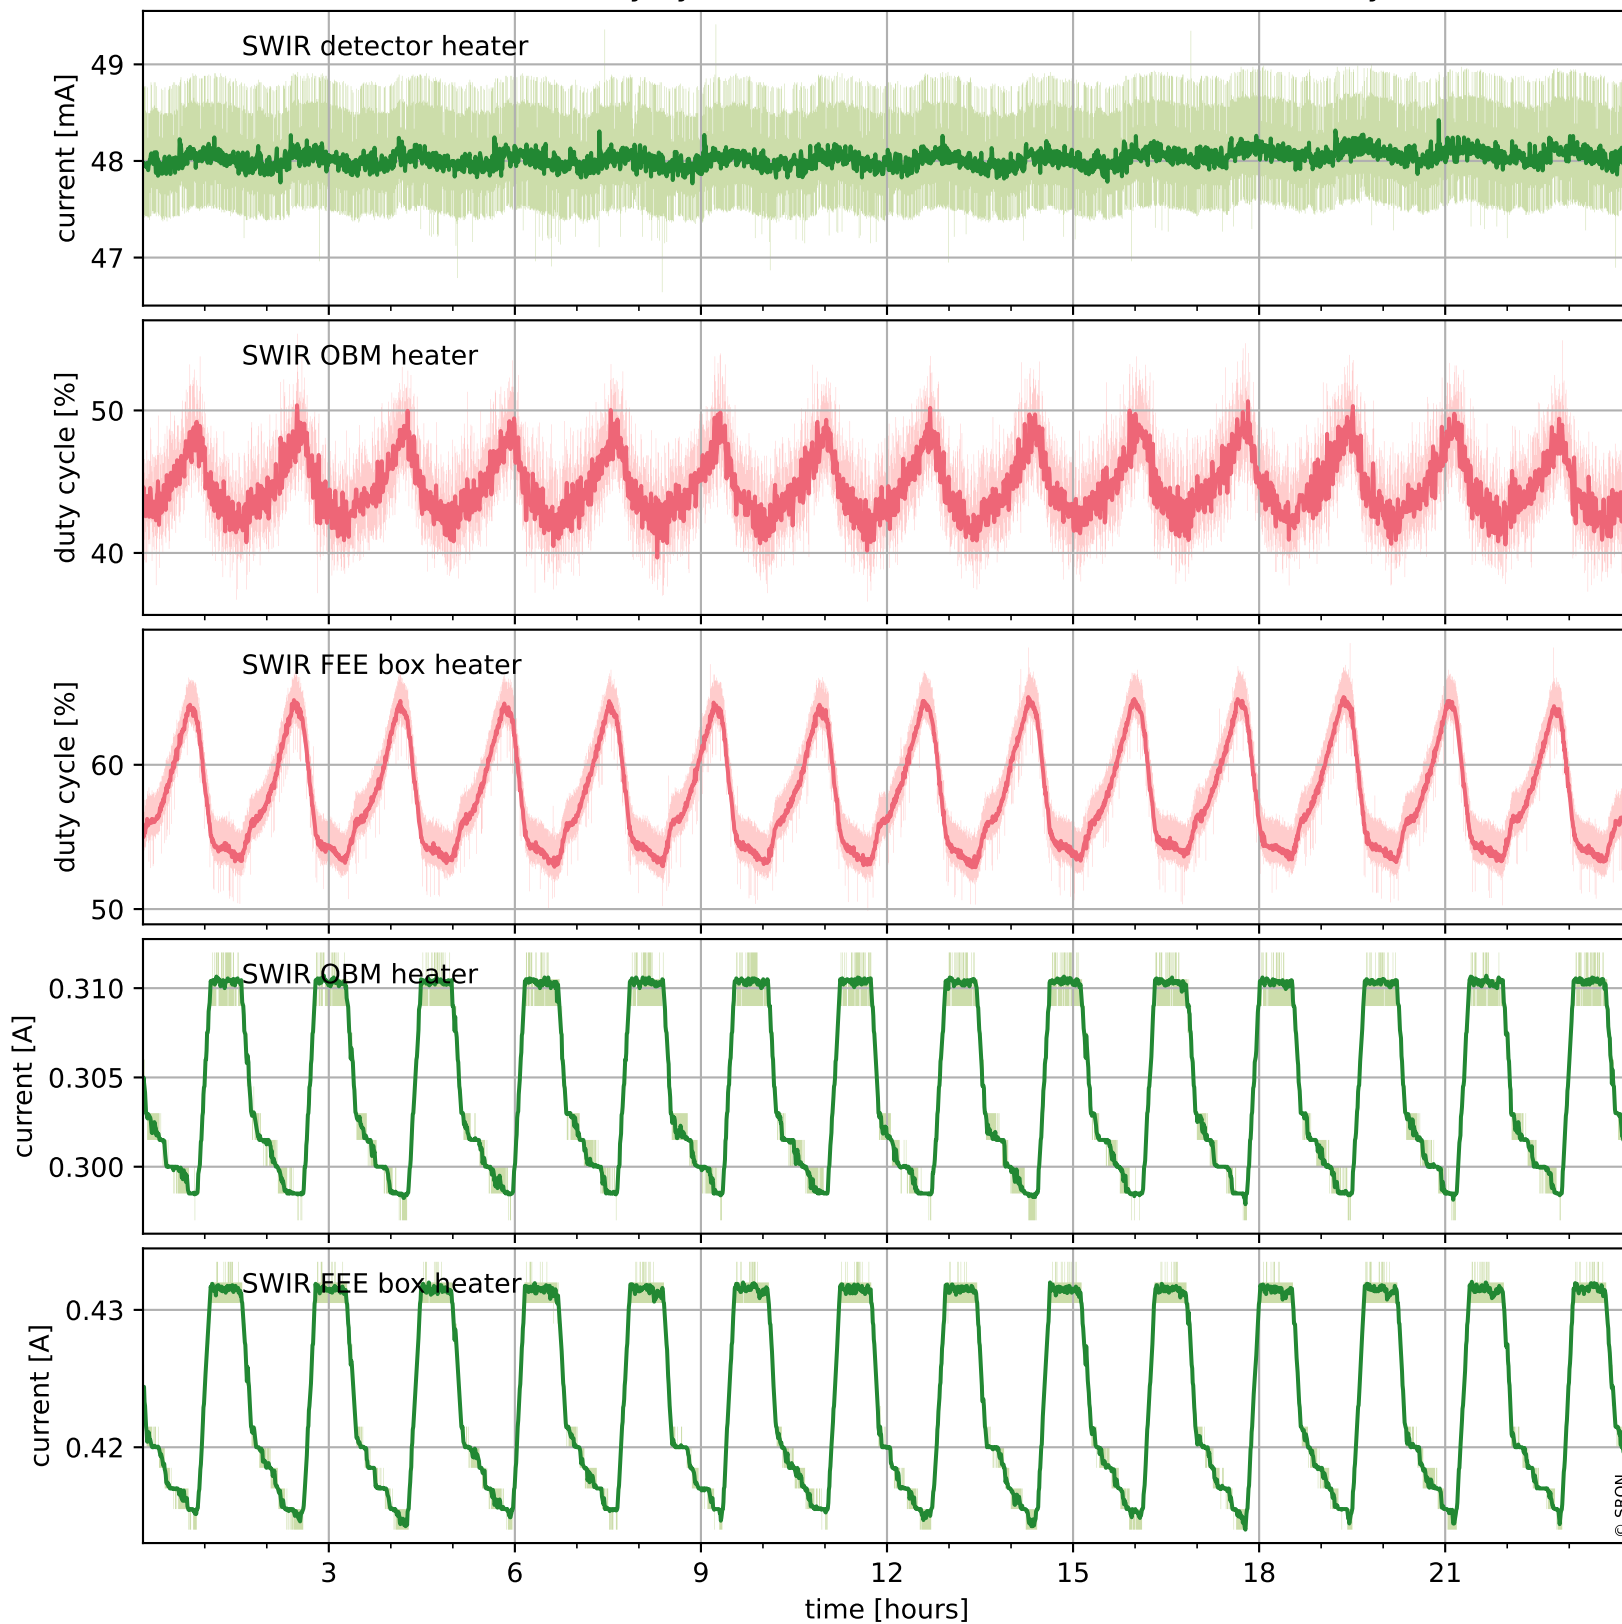 SWIR detector heater
current [mA]
49
48
47
SWIR OBM heater
duty cycle [%]
50
40
SWIR FEE box heater
duty cycle [%]
60
50
SWIR OBM heater
current [A]
0.310
0.305
0.300
SWIR FEE box heater
current [A]
0.43
0.42
3 6 9 12 15 18 21
time [hours]
© SRON